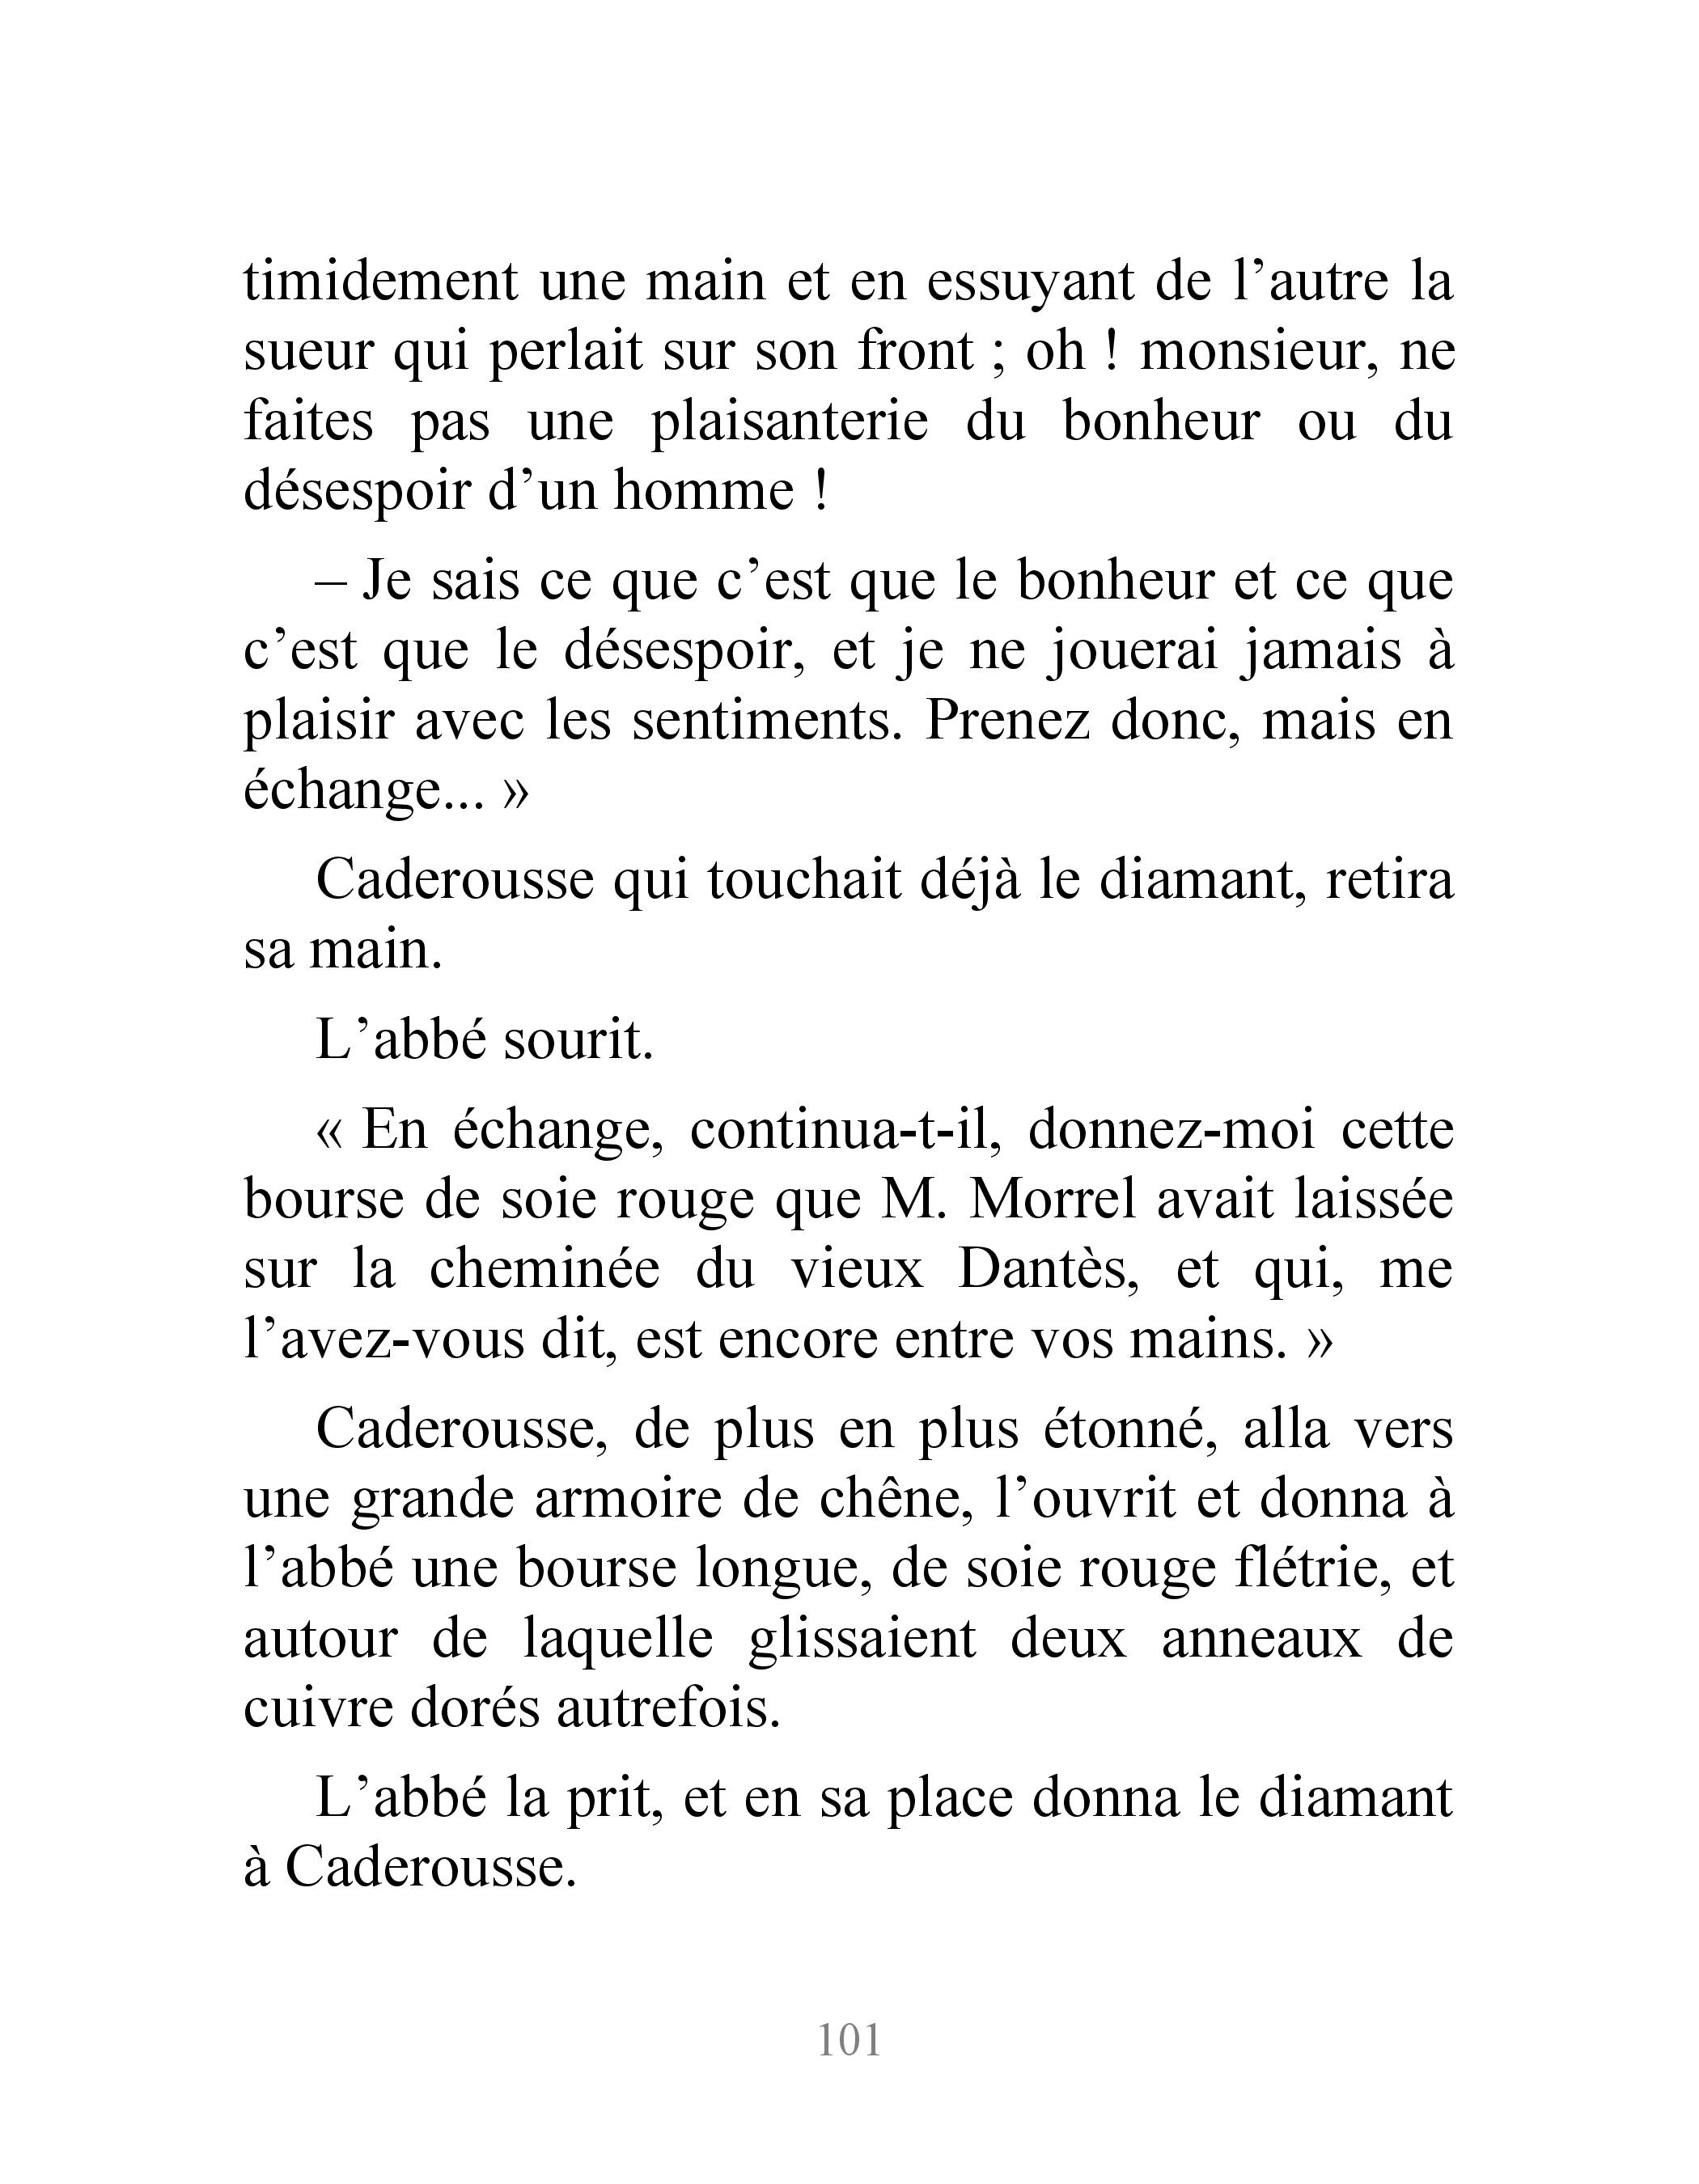 timidement une main et en essuyant de l’autre la
sueur qui perlait sur son front ; oh ! monsieur, ne
faites pas une plaisanterie du bonheur ou du
désespoir d’un homme !
– Je sais ce que c’est que le bonheur et ce que
c’est que le désespoir, et je ne jouerai jamais à
plaisir avec les sentiments. Prenez donc, mais en
échange... »
Caderousse qui touchait déjà le diamant, retira
sa main.
L’abbé sourit.
« En échange, continua-t-il, donnez-moi cette
bourse de soie rouge que M. Morrel avait laissée
sur la cheminée du vieux Dantès, et qui, me
l’avez-vous dit, est encore entre vos mains. »
Caderousse, de plus en plus étonné, alla vers
une grande armoire de chêne, l’ouvrit et donna à
l’abbé une bourse longue, de soie rouge flétrie, et
autour de laquelle glissaient deux anneaux de
cuivre dorés autrefois.
L’abbé la prit, et en sa place donna le diamant
à Caderousse.
101